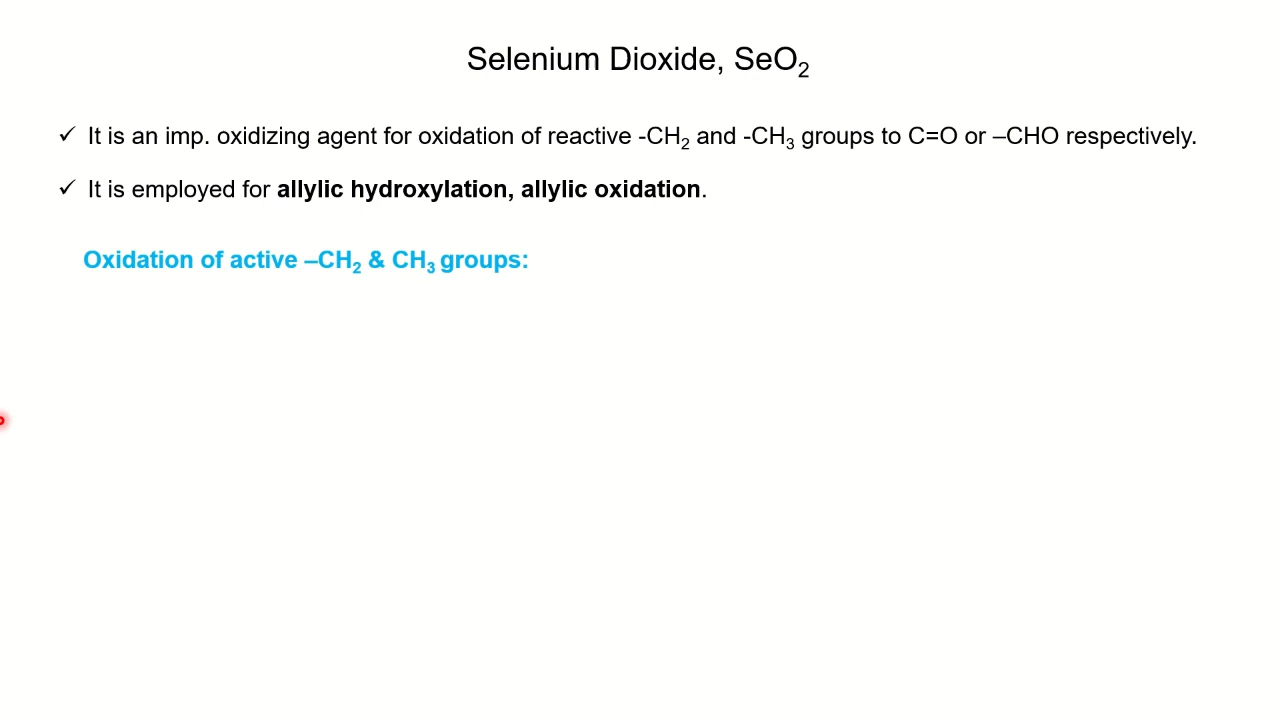 Selenium Dioxide, SeO₂
✓ It is an imp. oxidizing agent for oxidation of reactive -CH₂ and -CH₃ groups to C=O or –CHO respectively.
✓ It is employed for allylic hydroxylation, allylic oxidation.
Oxidation of active –CH₂ & CH₃ groups: